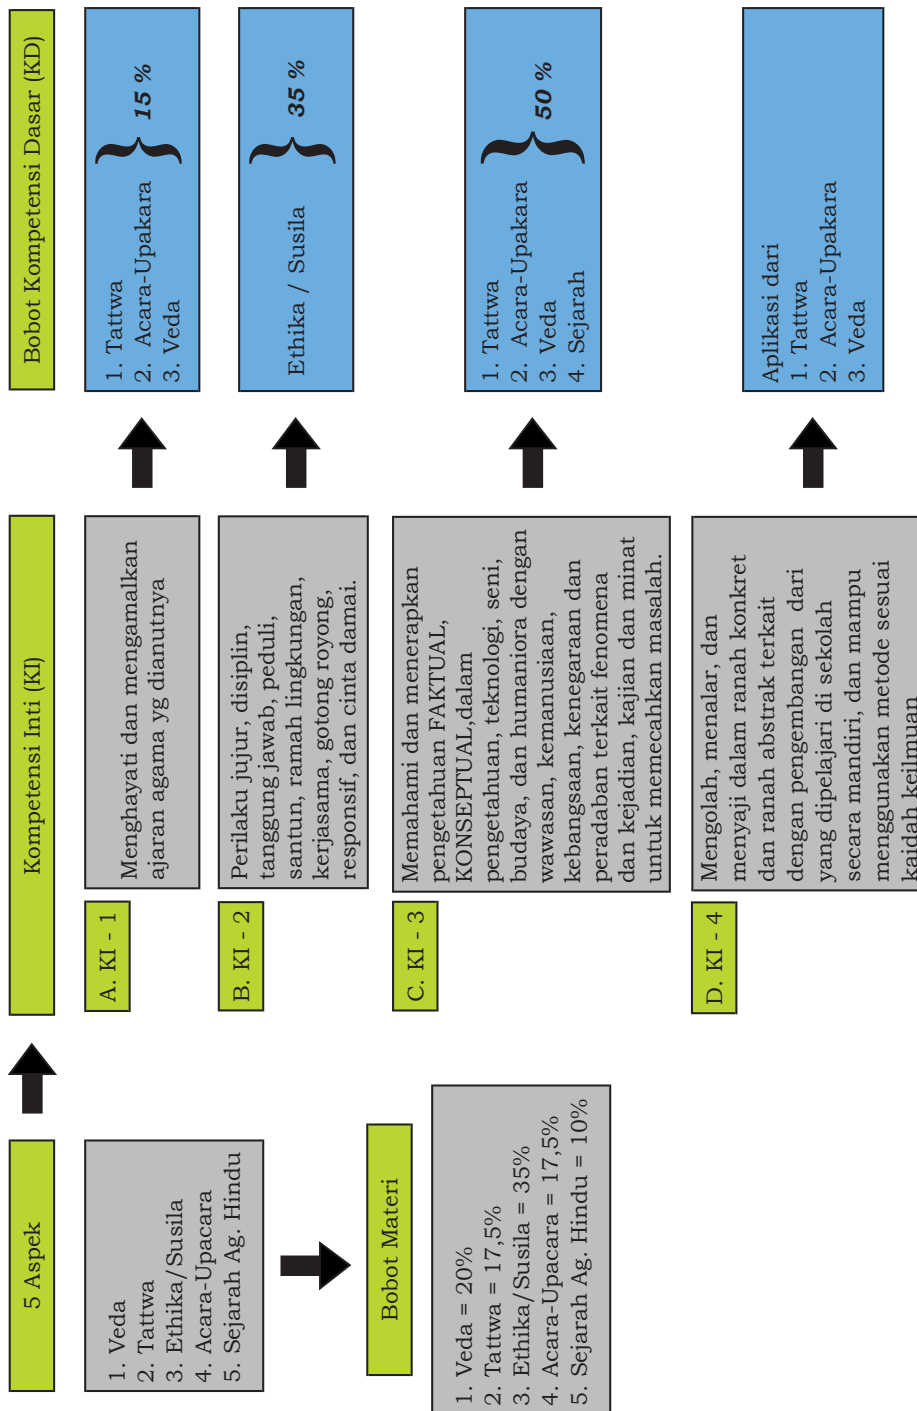 5 Aspek
1. Veda
2. Tattwa
3. Ethika/Susila
4. Acara-Upacara
5. Sejarah Ag. Hindu
Bobot Materi
1. Veda = 20%
2. Tattwa = 17,5%
3. Ethika/Susila = 35%
4. Acara-Upacara = 17,5%
5. Sejarah Ag. Hindu = 10%
Kompetensi Inti (KI)
A. KI - 1
Menghayati dan mengamalkan
ajaran agama yg dianutnya
B. KI - 2
Perilaku jujur, disiplin,
tanggung jawab, peduli,
santun, ramah lingkungan,
kerjasama, gotong royong,
responsif, dan cinta damai.
C. KI - 3
Memahami dan menerapkan
pengetahuan FAKTUAL,
KONSEPTUAL,dalam
pengetahuan, teknologi, seni,
budaya, dan humaniora dengan
wawasan, kemanusiaan,
kebangsaan, kenegaraan dan
peradaban terkait fenomena
dan kejadian, kajian dan minat
untuk memecahkan masalah.
D. KI - 4
Mengolah, menalar, dan
menyaji dalam ranah konkret
dan ranah abstrak terkait
dengan pengembangan dari
yang dipelajari di sekolah
secara mandiri, dan mampu
menggunakan metode sesuai
kaidah keilmuan
Bobot Kompetensi Dasar (KD)
1. Tattwa
2. Acara-Upakara
3. Veda
15 %
Ethika / Susila
35 %
1. Tattwa
2. Acara-Upakara
3. Veda
4. Sejarah
50 %
Aplikasi dari
1. Tattwa
2. Acara-Upakara
3. Veda